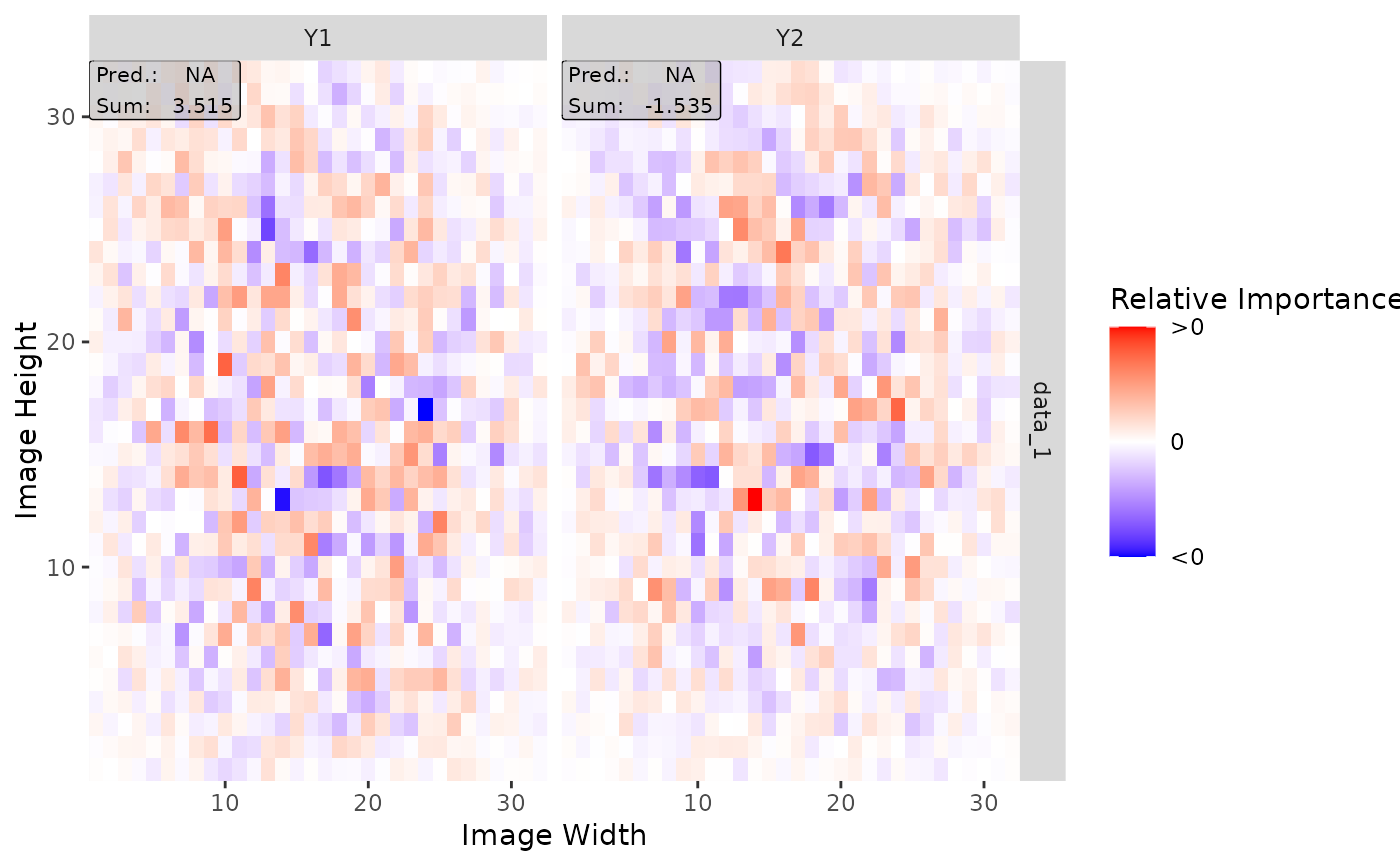 Y1
Y2
Pred.: NA
Sum: 3.515
Pred.: NA
Sum: -1.535
30
20
10
Image Height
data_1
10 20 30
10 20 30
Image Width
Relative Importance
>0
0
<0